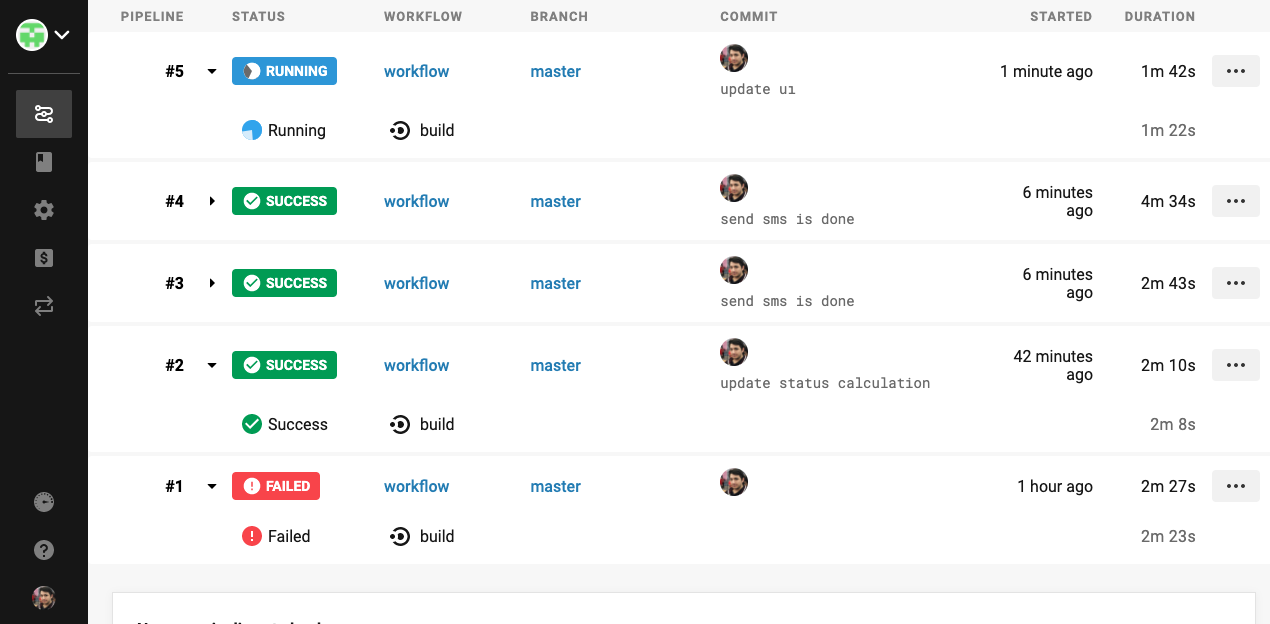 PIPELINE STATUS WORKFLOW BRANCH COMMIT STARTED DURATION
#5 RUNNING workflow master 1 minute ago 1m 42s
update ui
Running build 1m 22s
#4 SUCCESS workflow master 6 minutes ago 4m 34s
send sms is done
#3 SUCCESS workflow master 6 minutes ago 2m 43s
send sms is done
#2 SUCCESS workflow master 42 minutes ago 2m 10s
update status calculation
Success build 2m 8s
#1 FAILED workflow master 1 hour ago 2m 27s
Failed build 2m 23s